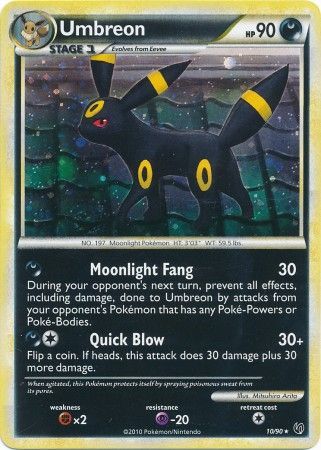 Umbreon HP 90
STAGE 1 Evolves from Eevee
NO. 197 Moonlight Pokémon HT: 3'03" WT: 59.5 lbs.
Moonlight Fang 30
During your opponent's next turn, prevent all effects,
including damage, done to Umbreon by attacks from
your opponent's Pokémon that has any Poké-Powers or
Poké-Bodies.
Quick Blow 30+
Flip a coin. If heads, this attack does 30 damage plus 30
more damage.
When agitated, this Pokémon protects itself by spraying poisonous sweat from
its pores.
Illus. Mitsuhiro Arita
weakness resistance retreat cost
×2 -20
©2010 Pokémon/Nintendo 10/90★